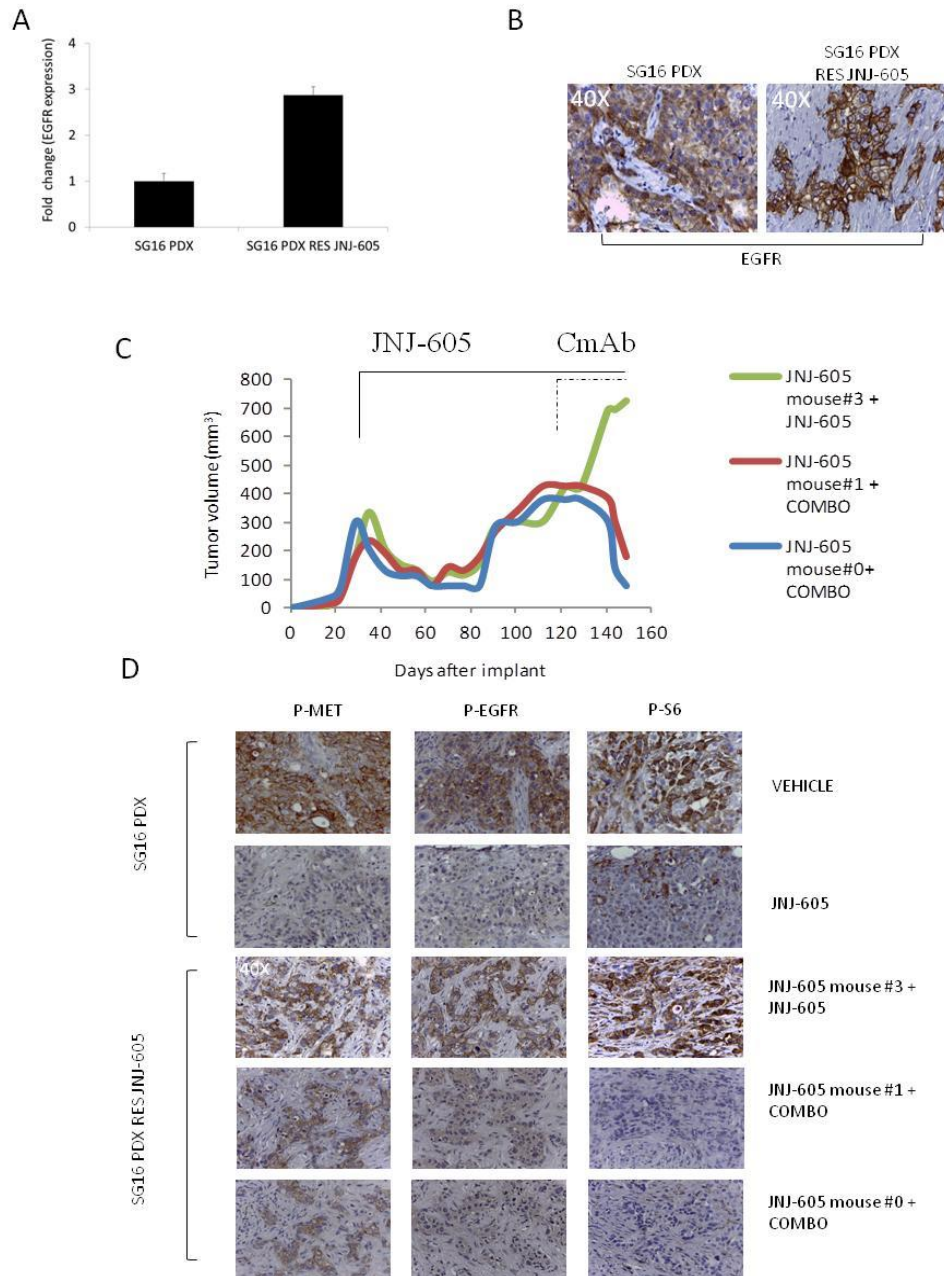 A
Fold change (EGFR expression)
4
3
2
1
0
SG16 PDX
SG16 PDX RES JNJ-605
B
SG16 PDX
SG16 PDX
RES JNJ-605
40X
40X
EGFR
C
JNJ-605
CmAb
Tumor volume (mm³)
800
700
600
500
400
300
200
100
0
0 20 40 60 80 100 120 140 160
Days after implant
JNJ-605
mouse#3 +
JNJ-605
JNJ-605
mouse#1 +
COMBO
JNJ-605
mouse#0+
COMBO
D
P-MET
P-EGFR
P-S6
SG16 PDX
VEHICLE
JNJ-605
SG16 PDX RES JNJ-605
40X
JNJ-605 mouse #3 +
JNJ-605
JNJ-605 mouse #1 +
COMBO
JNJ-605 mouse #0 +
COMBO